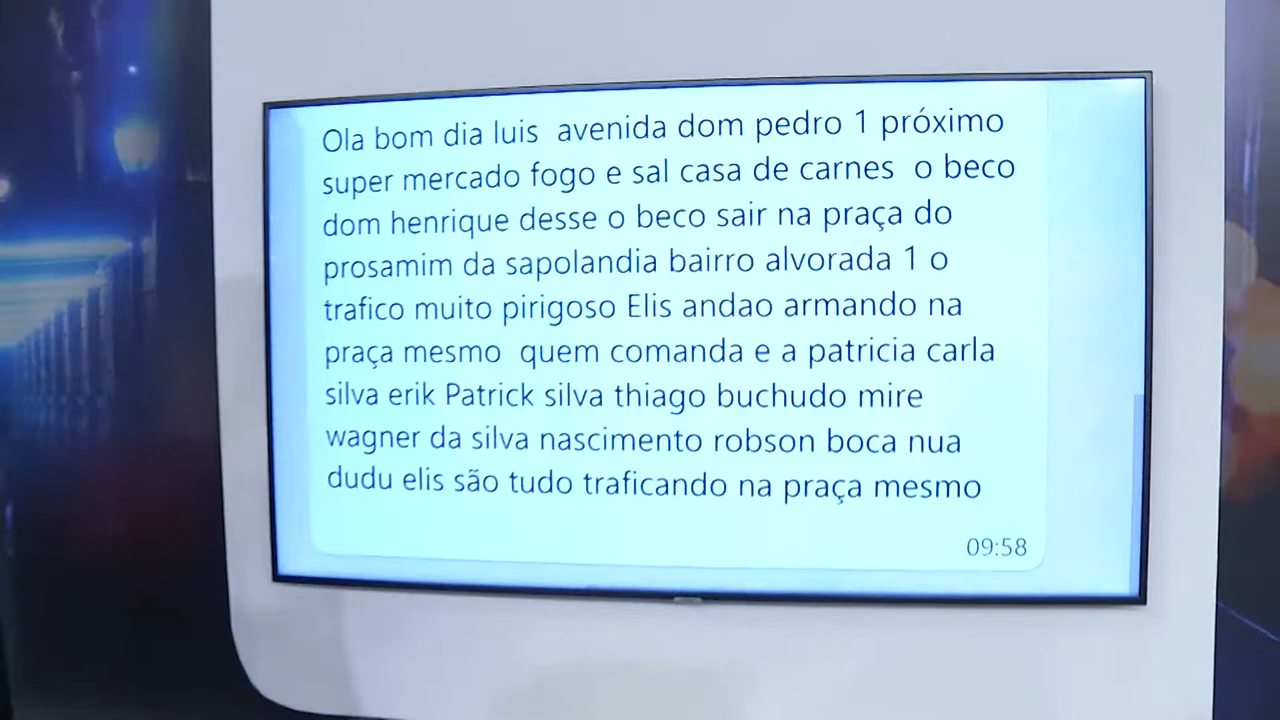 Ola bom dia luis avenida dom pedro 1 próximo
super mercado fogo e sal casa de carnes o beco
dom henrique desse o beco sair na praça do
prosamim da sapolandia bairro alvorada 1 o
trafico muito pirigoso Elis andao armando na
praça mesmo quem comanda e a patricia carla
silva erik Patrick silva thiago buchudo mire
wagner da silva nascimento robson boca nua
dudu elis são tudo traficando na praça mesmo
09:58